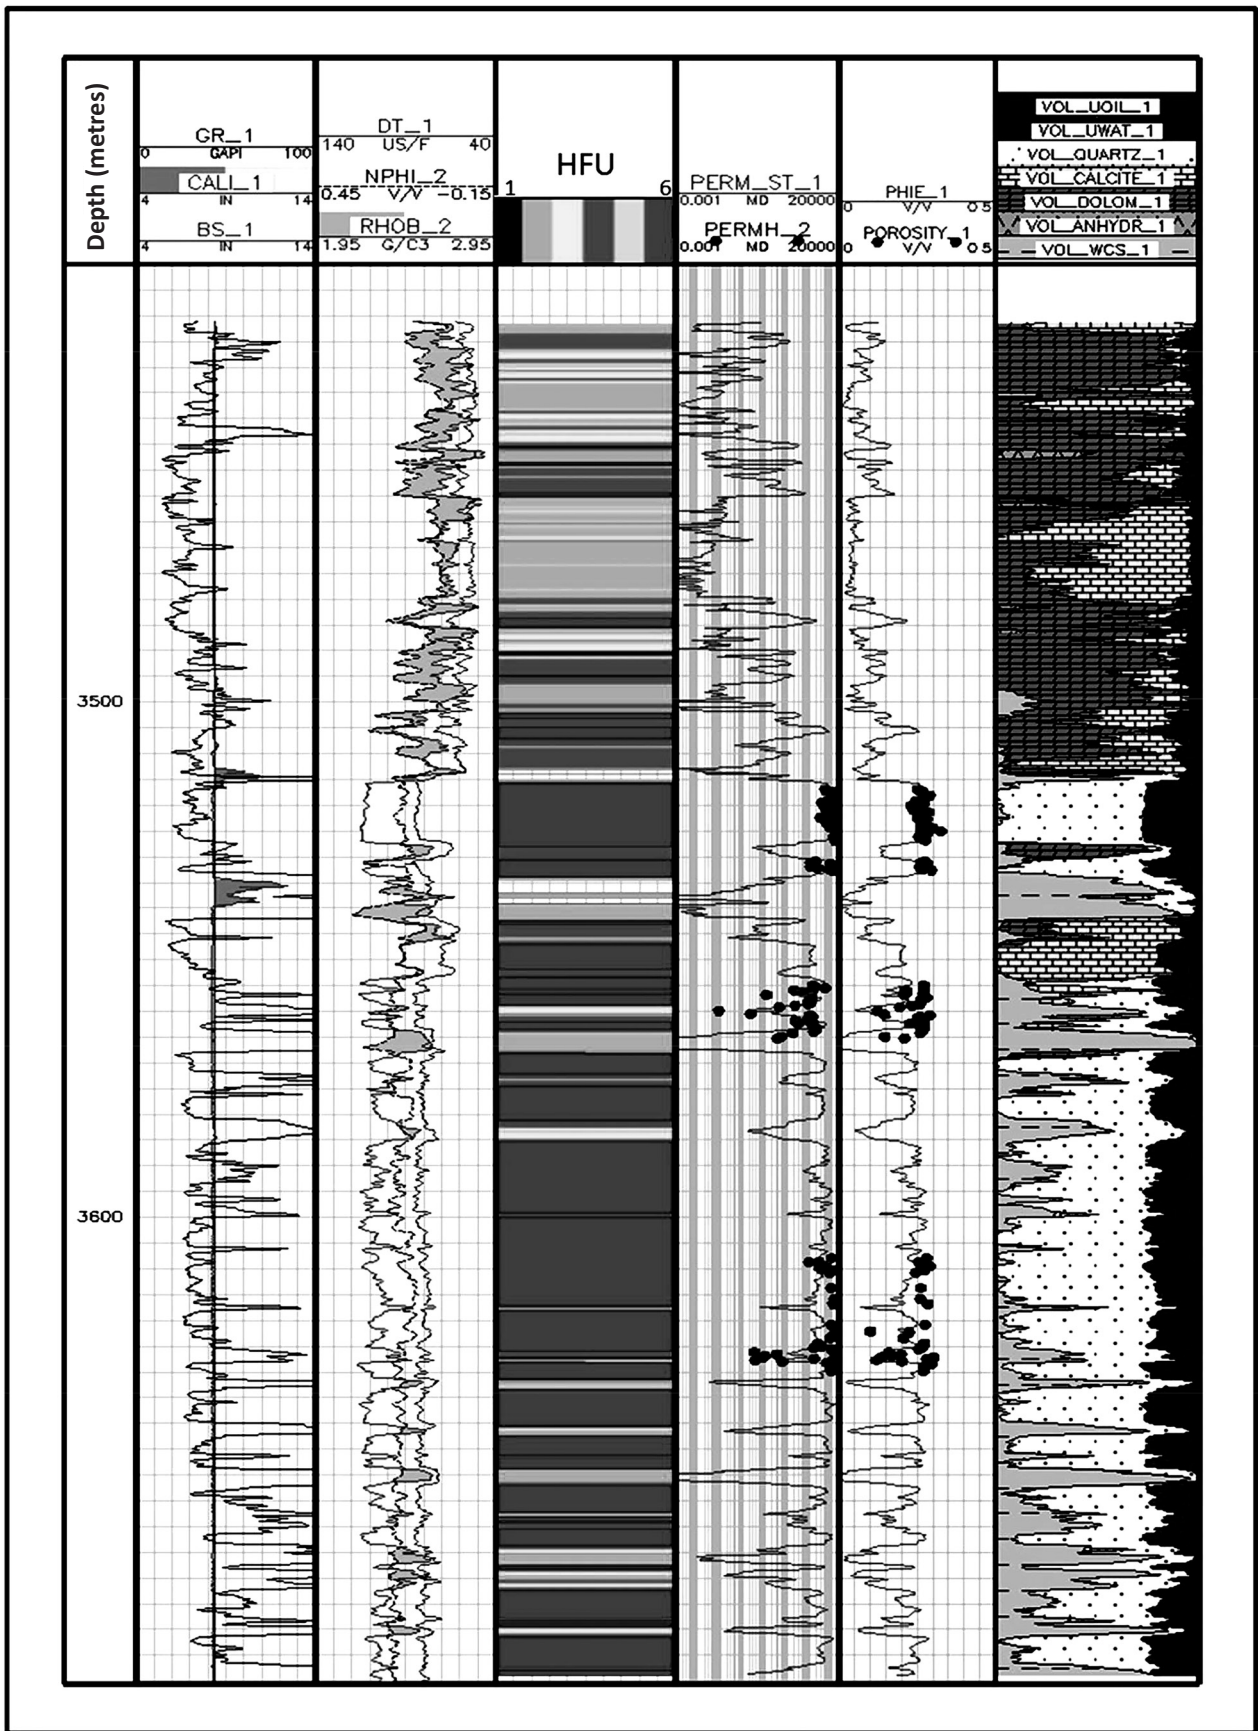 Depth (metres)
GR_1
0 GAPI 100
CALI_1
4 IN 14
BS_1
4 IN 14
DT_1
140 US/F 40
NPHI_2
0.45 V/V -0.15
RHOB_2
1.95 G/C3 2.95
HFU
1 6
PERM_ST_1
0.001 MD 20000
PERMH_2
0.001 MD 20000
PHIE_1
0 V/V 0 5
POROSITY_1
0 V/V 0 5
VOL_UOIL_1
VOL_UWAT_1
VOL_QUARTZ_1
VOL_CALCITE_1
VOL_DOLOM_1
VOL_ANHYDR_1
VOL_WCS_1
3500
3600